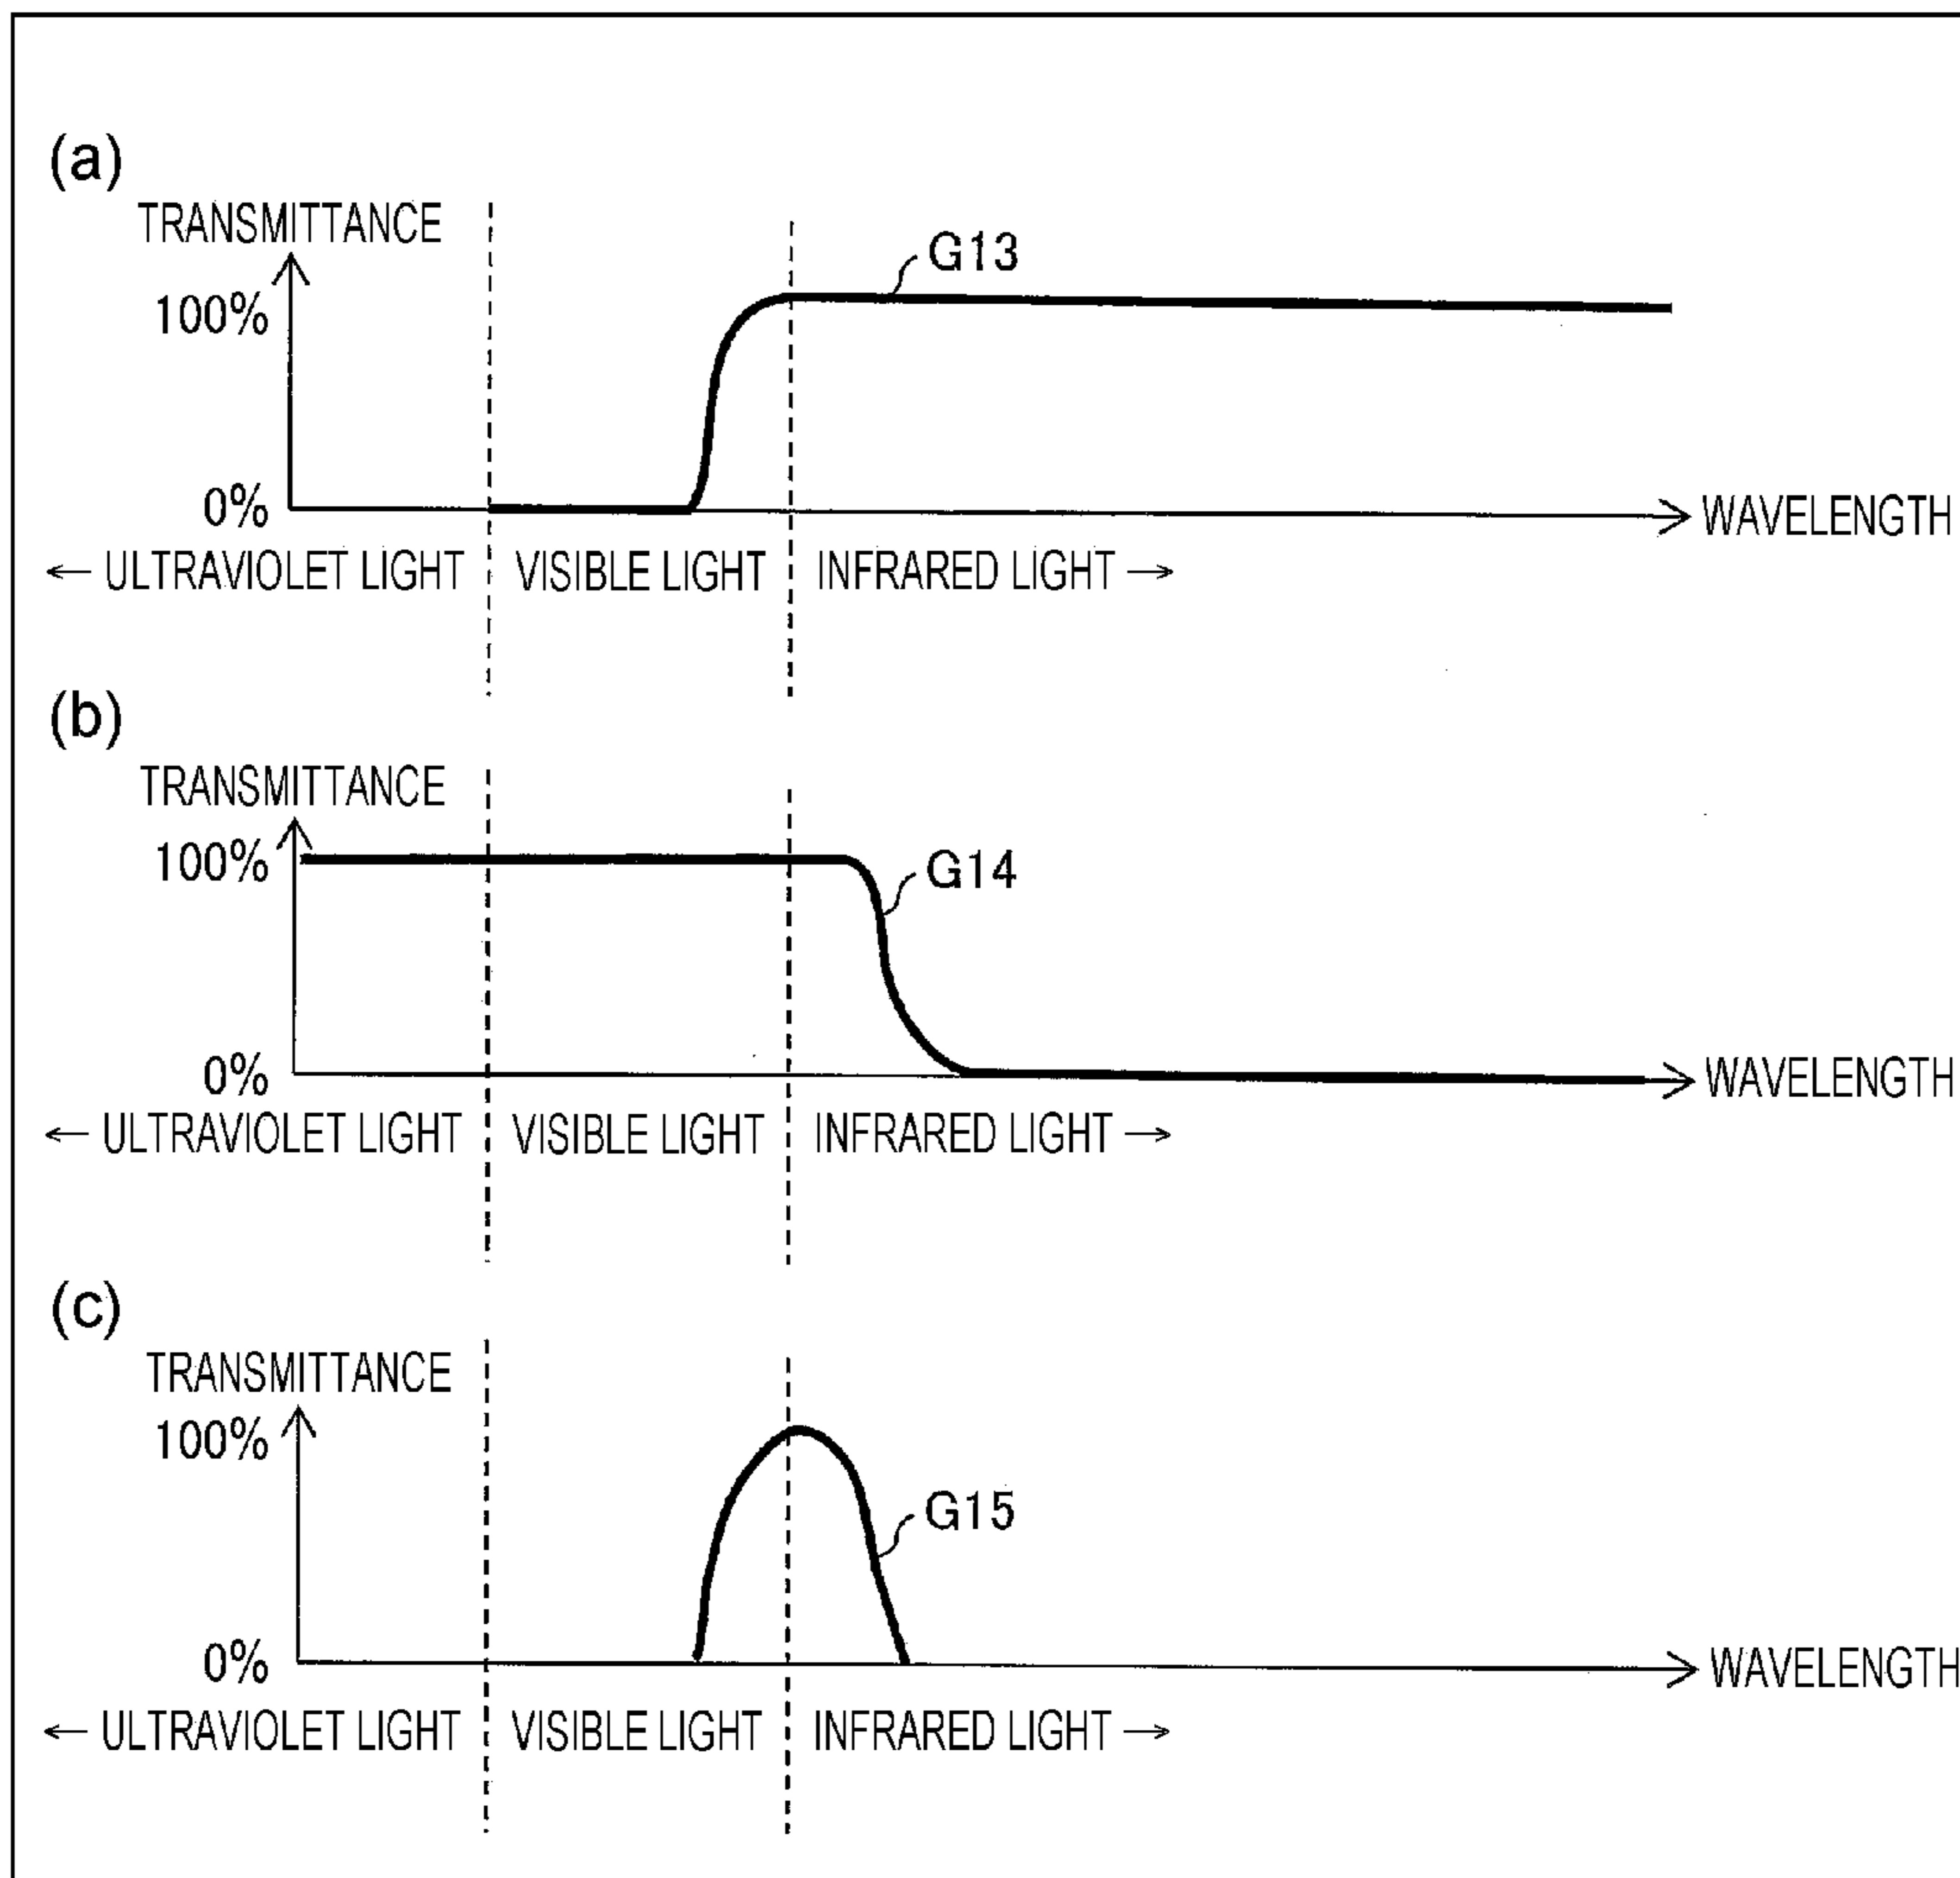 (a)
TRANSMITTANCE
G13
100%
0%
WAVELENGTH
← ULTRAVIOLET LIGHT VISIBLE LIGHT INFRARED LIGHT →
(b)
TRANSMITTANCE
100%
G14
0%
WAVELENGTH
← ULTRAVIOLET LIGHT VISIBLE LIGHT INFRARED LIGHT →
(c)
TRANSMITTANCE
100%
G15
0%
WAVELENGTH
← ULTRAVIOLET LIGHT VISIBLE LIGHT INFRARED LIGHT →